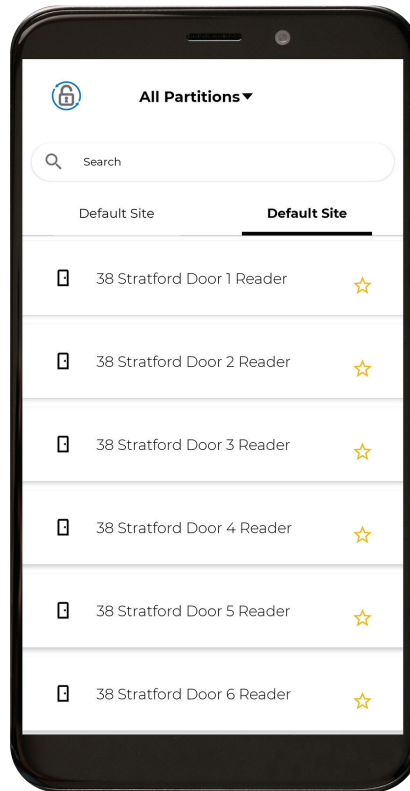 All Partitions
Search
Default Site Default Site
38 Stratford Door 1 Reader
38 Stratford Door 2 Reader
38 Stratford Door 3 Reader
38 Stratford Door 4 Reader
38 Stratford Door 5 Reader
38 Stratford Door 6 Reader